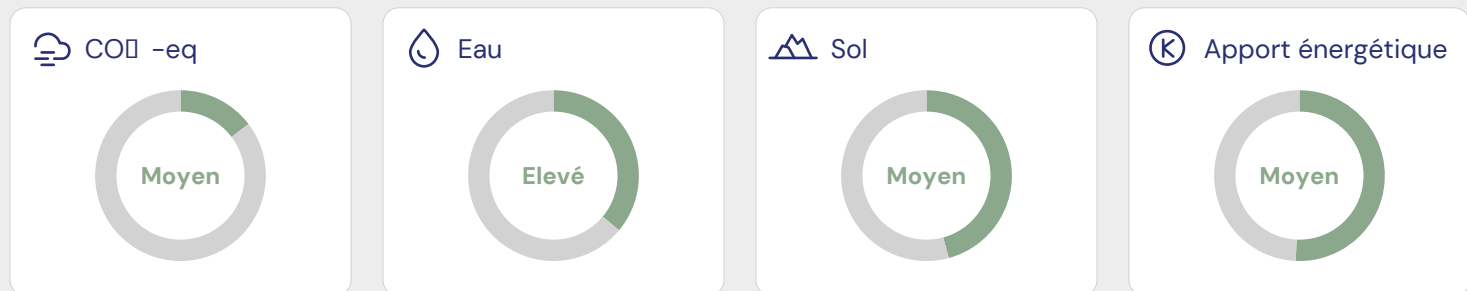 CO▯ -eq
Eau
Sol
Apport énergétique
Moyen
Elevé
Moyen
Moyen